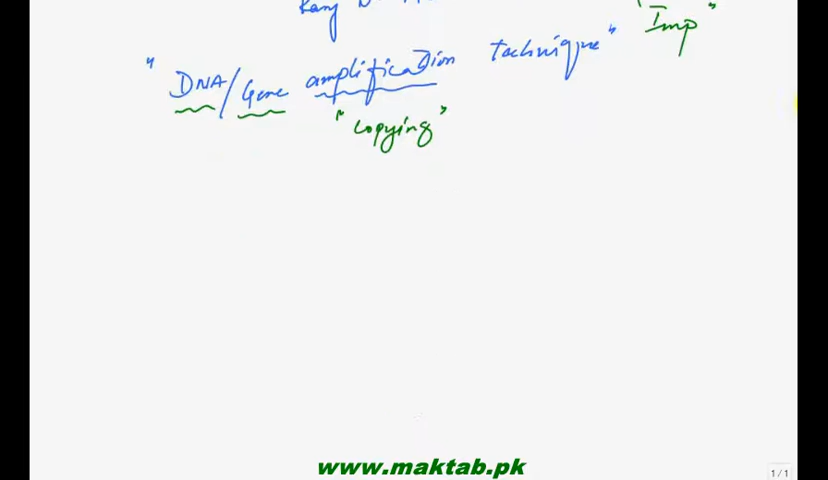 "Imp"
"DNA/Gene amplification technique"
"copying"
www.maktab.pk
1/1